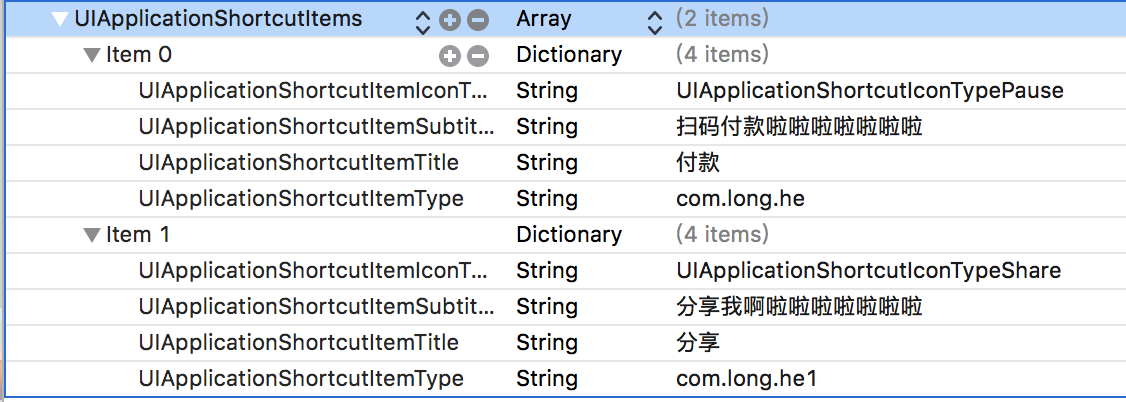 UIApplicationShortcutItems Array (2 items)
Item 0 Dictionary (4 items)
UIApplicationShortcutItemIconT... String UIApplicationShortcutIconTypePause
UIApplicationShortcutItemSubtit... String 扫码付款啦啦啦啦啦啦啦
UIApplicationShortcutItemTitle String 付款
UIApplicationShortcutItemType String com.long.he
Item 1 Dictionary (4 items)
UIApplicationShortcutItemIconT... String UIApplicationShortcutIconTypeShare
UIApplicationShortcutItemSubtit... String 分享我啊啦啦啦啦啦啦啦
UIApplicationShortcutItemTitle String 分享
UIApplicationShortcutItemType String com.long.he1